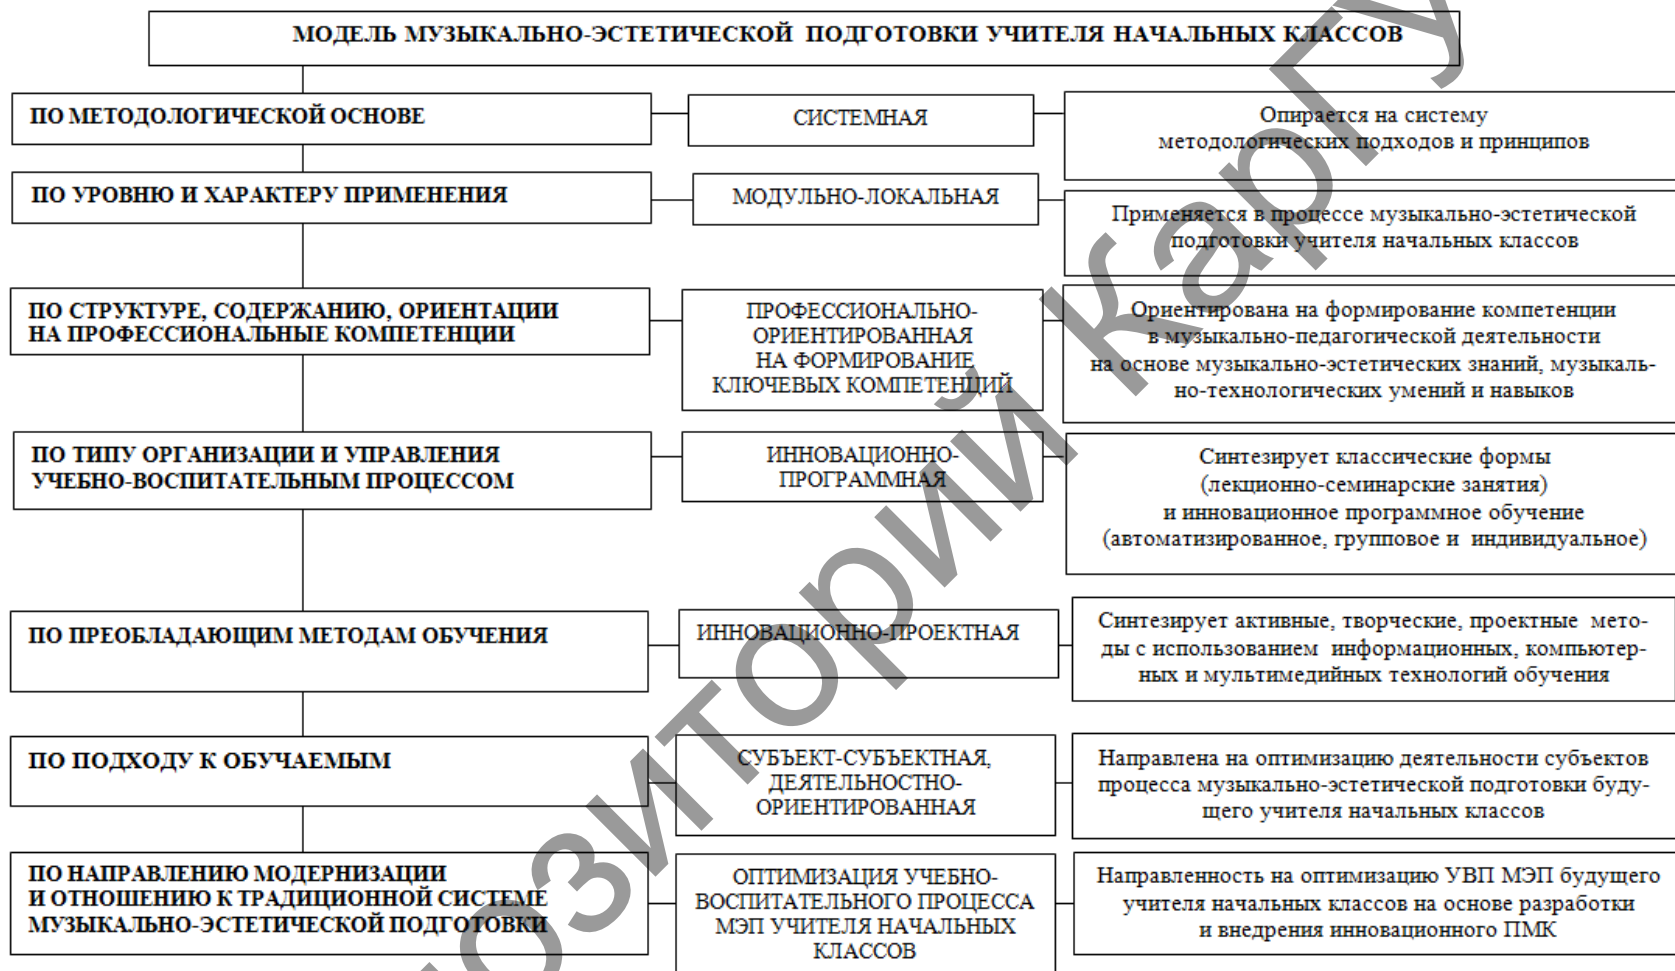 МОДЕЛЬ МУЗЫКАЛЬНО-ЭСТЕТИЧЕСКОЙ ПОДГОТОВКИ УЧИТЕЛЯ НАЧАЛЬНЫХ КЛАССОВ
ПО МЕТОДОЛОГИЧЕСКОЙ ОСНОВЕ
СИСТЕМНАЯ
Опирается на систему
методологических подходов и принципов
ПО УРОВНЮ И ХАРАКТЕРУ ПРИМЕНЕНИЯ
МОДУЛЬНО-ЛОКАЛЬНАЯ
Применяется в процессе музыкально-эстетической
подготовки учителя начальных классов
ПО СТРУКТУРЕ, СОДЕРЖАНИЮ, ОРИЕНТАЦИИ
НА ПРОФЕССИОНАЛЬНЫЕ КОМПЕТЕНЦИИ
ПРОФЕССИОНАЛЬНО-
ОРИЕНТИРОВАННАЯ
НА ФОРМИРОВАНИЕ
КЛЮЧЕВЫХ КОМПЕТЕНЦИЙ
Ориентирована на формирование компетенции
в музыкально-педагогической деятельности
на основе музыкально-эстетических знаний, музыкаль-
но-технологических умений и навыков
ПО ТИПУ ОРГАНИЗАЦИИ И УПРАВЛЕНИЯ
УЧЕБНО-ВОСПИТАТЕЛЬНЫМ ПРОЦЕССОМ
ИННОВАЦИОННО-
ПРОГРАММНАЯ
Синтезирует классические формы
(лекционно-семинарские занятия)
и инновационное программное обучение
(автоматизированное, групповое и индивидуальное)
ПО ПРЕОБЛАДАЮЩИМ МЕТОДАМ ОБУЧЕНИЯ
ИННОВАЦИОННО-ПРОЕКТНАЯ
Синтезирует активные, творческие, проектные мето-
ды с использованием информационных, компьютер-
ных и мультимедийных технологий обучения
ПО ПОДХОДУ К ОБУЧАЕМЫМ
СУБЪЕКТ-СУБЪЕКТНАЯ,
ДЕЯТЕЛЬНОСТНО-
ОРИЕНТИРОВАННАЯ
Направлена на оптимизацию деятельности субъектов
процесса музыкально-эстетической подготовки буду-
щего учителя начальных классов
ПО НАПРАВЛЕНИЮ МОДЕРНИЗАЦИИ
И ОТНОШЕНИЮ К ТРАДИЦИОННОЙ СИСТЕМЕ
МУЗЫКАЛЬНО-ЭСТЕТИЧЕСКОЙ ПОДГОТОВКИ
ОПТИМИЗАЦИЯ УЧЕБНО-
ВОСПИТАТЕЛЬНОГО ПРОЦЕССА
МЭП УЧИТЕЛЯ НАЧАЛЬНЫХ
КЛАССОВ
Направленность на оптимизацию УВП МЭП будущего
учителя начальных классов на основе разработки
и внедрения инновационного ПМК